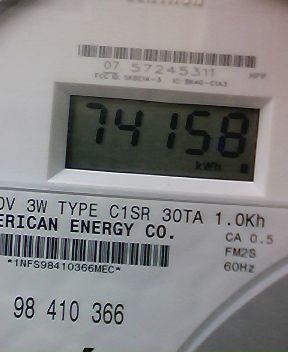 07 57245311
74158
kWh
0V 3W TYPE C1SR 30TA 1.0Kh
ERICAN ENERGY CO.
CA 0.5
FM2S
*1NFS98410366MEC*
60Hz
98 410 366